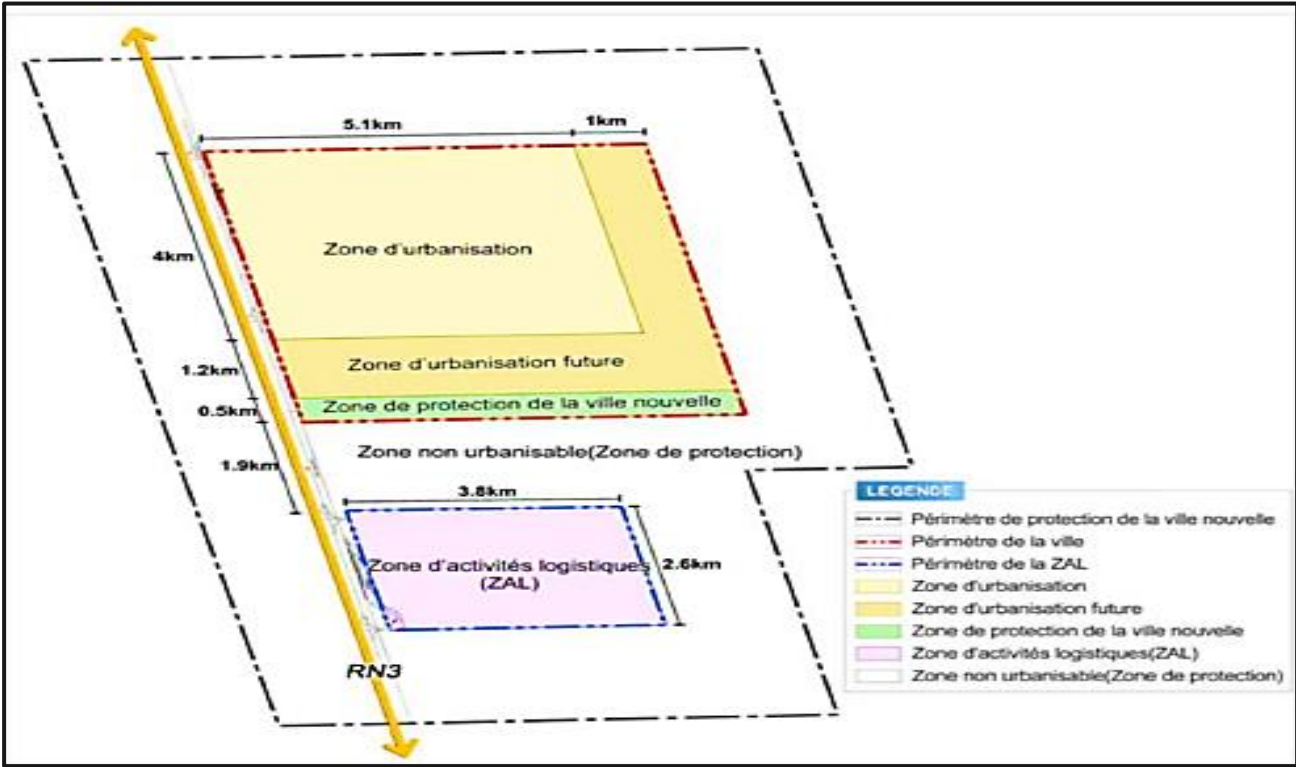 5.1km
1km
4km
Zone d'urbanisation
1.2km
Zone d'urbanisation future
0.5km
Zone de protection de la ville nouvelle
1.9km
Zone non urbanisable(Zone de protection)
3.8km
Zone d'activités logistiques
(ZAL)
2.6km
RN3
LEGENDE
Périmètre de protection de la ville nouvelle
Périmètre de la ville
Périmètre de la ZAL
Zone d'urbanisation
Zone d'urbanisation future
Zone de protection de la ville nouvelle
Zone d'activités logistiques(ZAL)
Zone non urbanisable(Zone de protection)